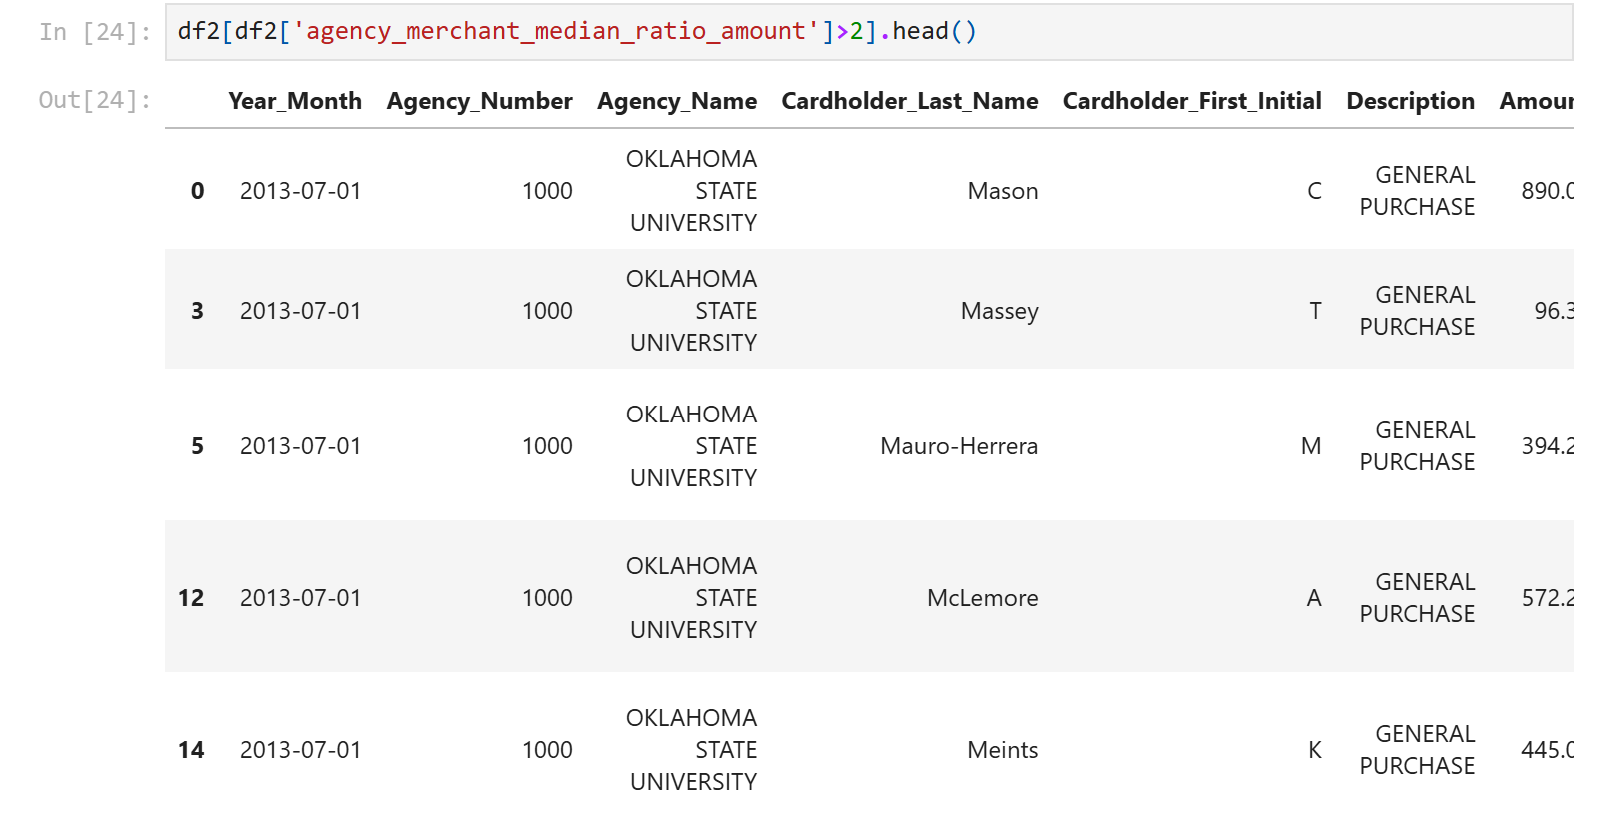 In [24]: df2[df2['agency_merchant_median_ratio_amount']>2].head()
Out[24]:
Year_Month Agency_Number Agency_Name Cardholder_Last_Name Cardholder_First_Initial Description Amoun
OKLAHOMA
STATE
UNIVERSITY
0 2013-07-01 1000 Mason C
GENERAL
PURCHASE
890.0
OKLAHOMA
STATE
UNIVERSITY
3 2013-07-01 1000 Massey T
GENERAL
PURCHASE
96.3
OKLAHOMA
STATE
UNIVERSITY
5 2013-07-01 1000 Mauro-Herrera M
GENERAL
PURCHASE
394.2
OKLAHOMA
STATE
UNIVERSITY
12 2013-07-01 1000 McLemore A
GENERAL
PURCHASE
572.2
OKLAHOMA
STATE
UNIVERSITY
14 2013-07-01 1000 Meints K
GENERAL
PURCHASE
445.0